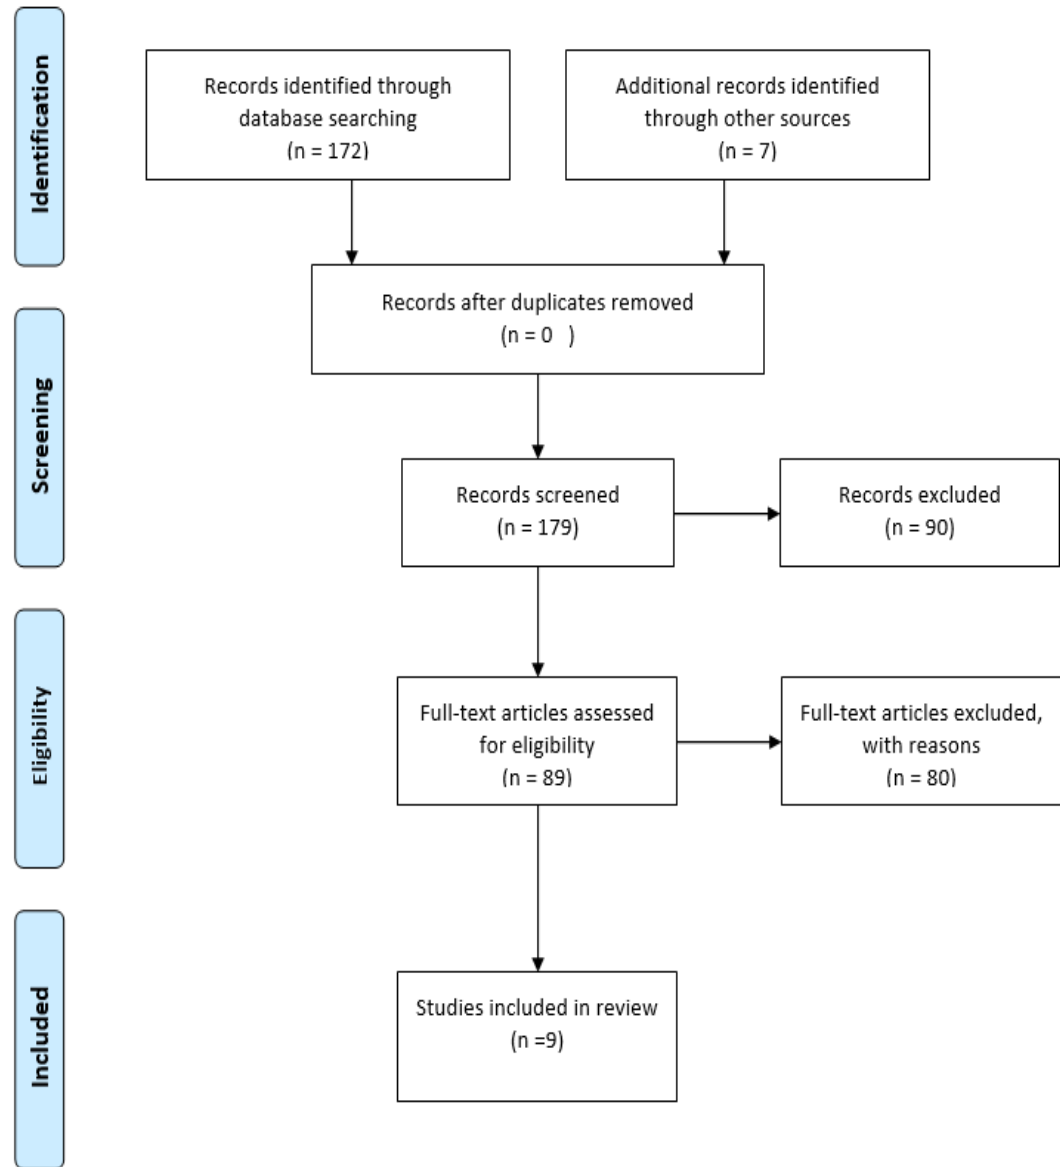 Identification
Records identified through
database searching
(n = 172)
Additional records identified
through other sources
(n = 7)
Records after duplicates removed
(n = 0   )
Screening
Records screened
(n = 179)
Records excluded
(n = 90)
Eligibility
Full-text articles assessed
for eligibility
(n = 89)
Full-text articles excluded,
with reasons
(n = 80)
Included
Studies included in review
(n =9)